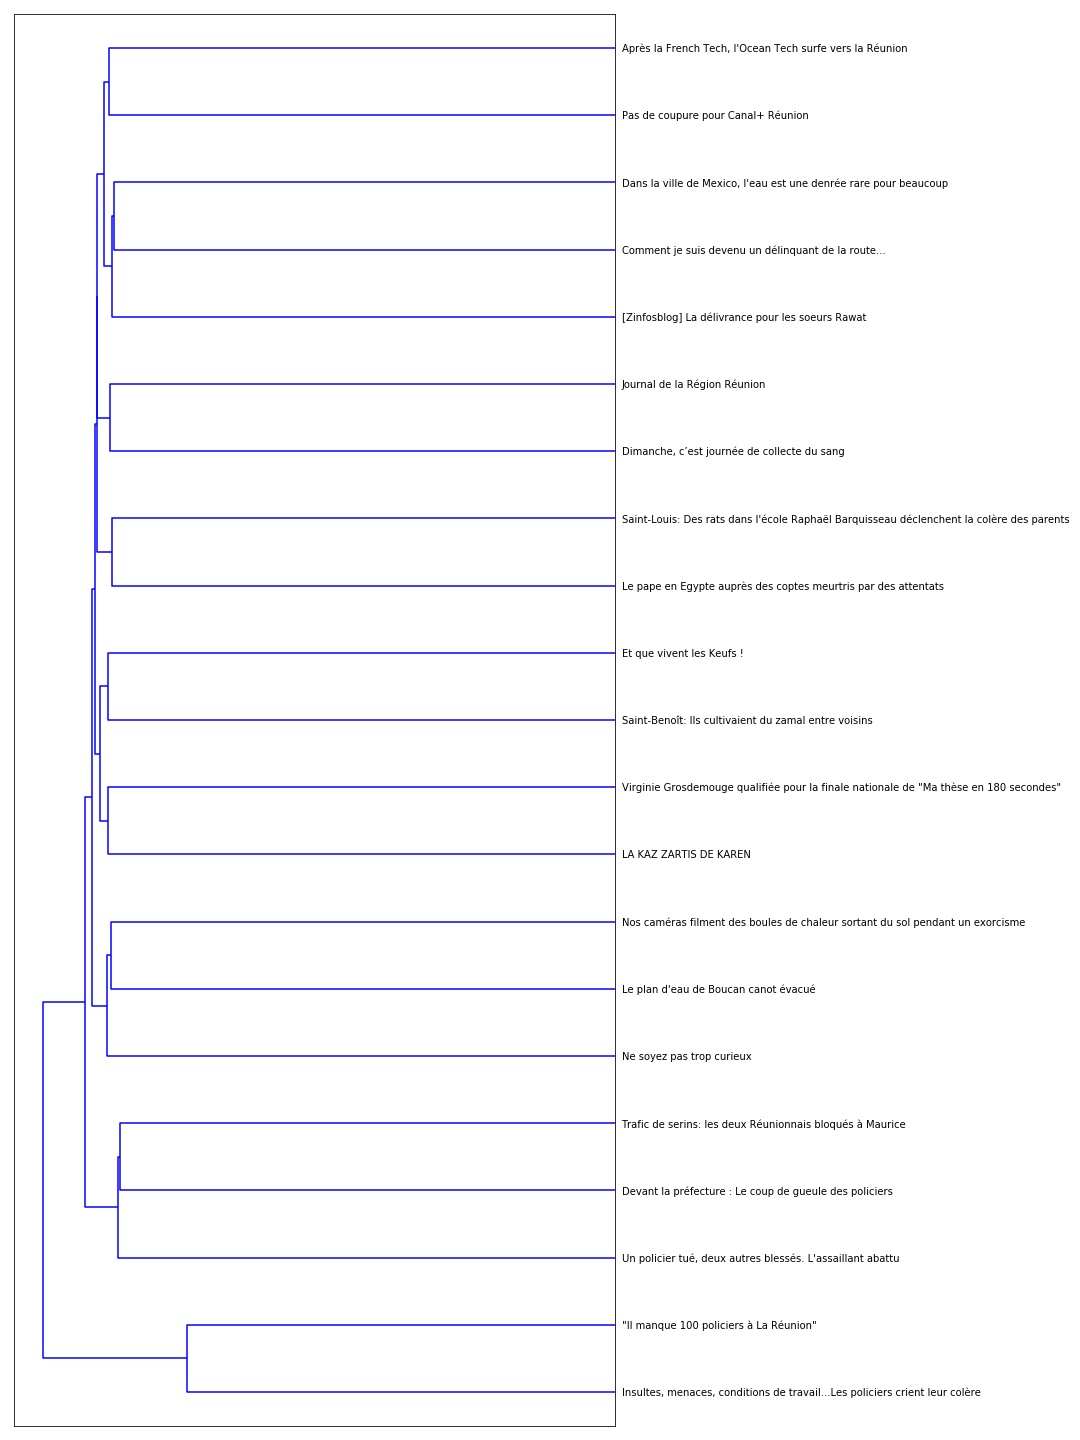 Après la French Tech, l'Ocean Tech surfe vers la Réunion
Pas de coupure pour Canal+ Réunion
Dans la ville de Mexico, l'eau est une denrée rare pour beaucoup
Comment je suis devenu un délinquant de la route...
[Zinfosblog] La délivrance pour les soeurs Rawat
Journal de la Région Réunion
Dimanche, c’est journée de collecte du sang
Saint-Louis: Des rats dans l'école Raphaël Barquisseau déclenchent la colère des parents
Le pape en Egypte auprès des coptes meurtris par des attentats
Et que vivent les Keufs !
Saint-Benoît: Ils cultivaient du zamal entre voisins
Virginie Grosdemouge qualifiée pour la finale nationale de "Ma thèse en 180 secondes"
LA KAZ ZARTIS DE KAREN
Nos caméras filment des boules de chaleur sortant du sol pendant un exorcisme
Le plan d'eau de Boucan canot évacué
Ne soyez pas trop curieux
Trafic de serins: les deux Réunionnais bloqués à Maurice
Devant la préfecture : Le coup de gueule des policiers
Un policier tué, deux autres blessés. L'assaillant abattu
"Il manque 100 policiers à La Réunion"
Insultes, menaces, conditions de travail...Les policiers crient leur colère